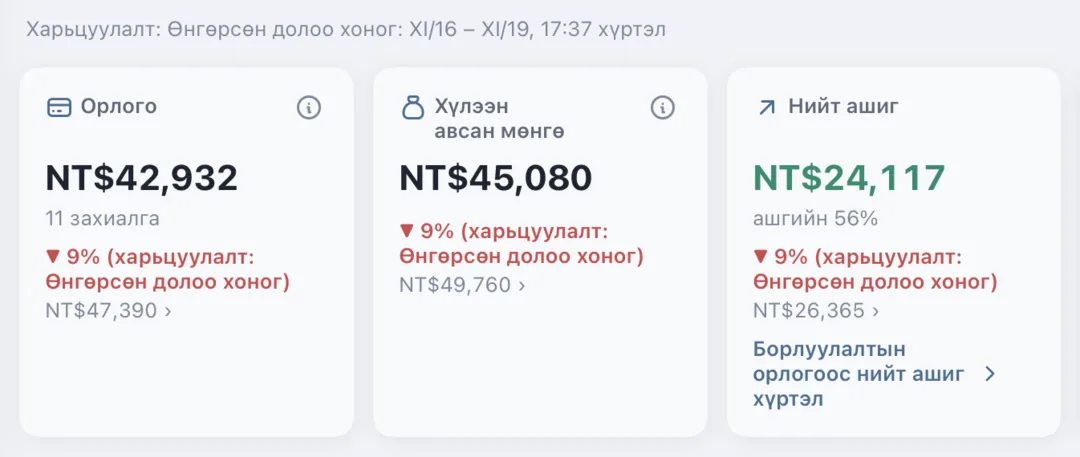 Харьцуулалт: Өнгөрсөн долоо хоног: XI/16 – XI/19, 17:37 хүртэл
Орлого
NT$42,932
11 захиалга
▼ 9% (харьцуулалт:
Өнгөрсөн долоо хоног)
NT$47,390 ›
Хүлээн
авсан мөнгө
NT$45,080
▼ 9% (харьцуулалт:
Өнгөрсөн долоо хоног)
NT$49,760 ›
Нийт ашиг
NT$24,117
ашгийн 56%
▼ 9% (харьцуулалт:
Өнгөрсөн долоо хоног)
NT$26,365 ›
Борлуулалтын
орлогоос нийт ашиг
хүртэл